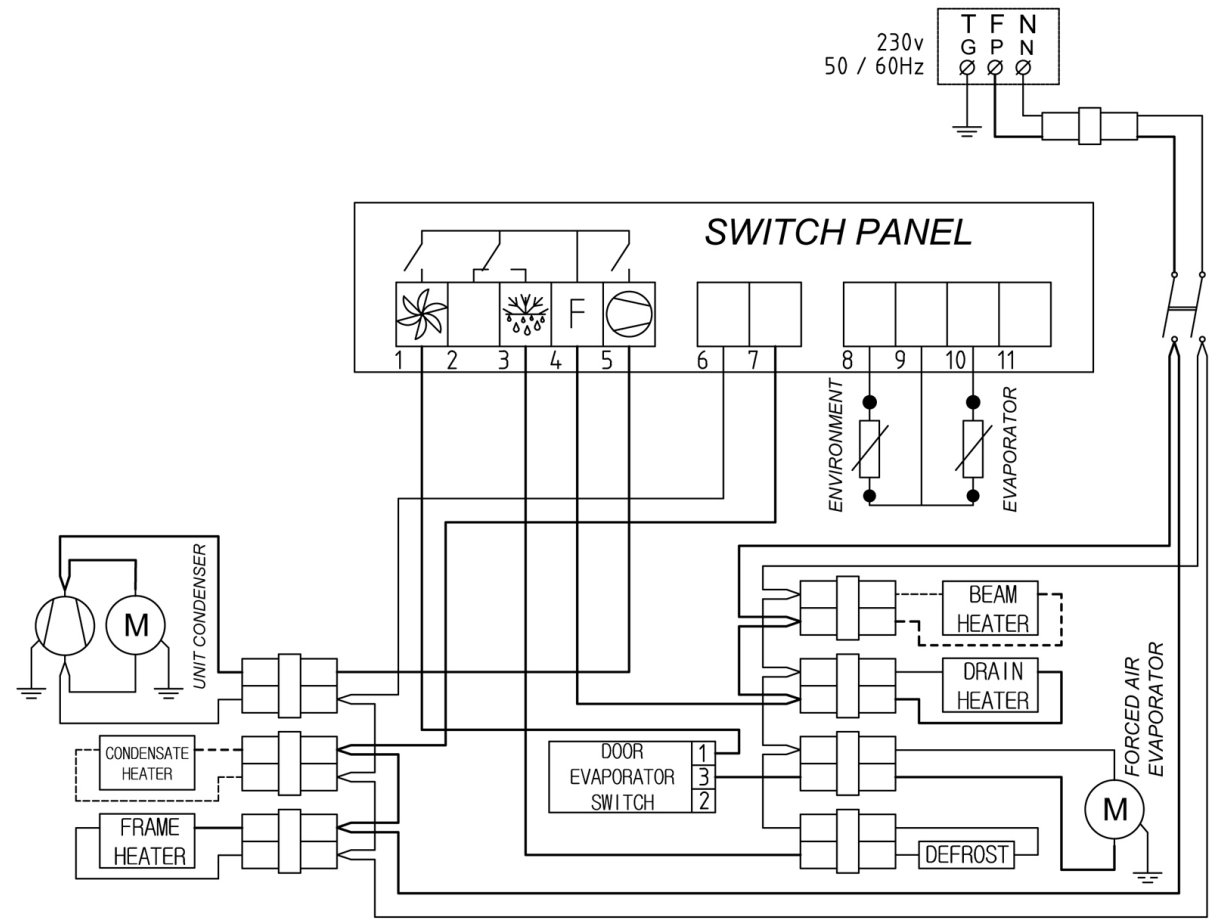 T F N
G P N
230v
50 / 60Hz
SWITCH PANEL
F
1 2 3 4 5 6 7 8 9 10 11
ENVIRONMENT
EVAPORATOR
UNIT CONDENSER
M
BEAM
HEATER
DRAIN
HEATER
FORCED AIR
EVAPORATOR
M
DOOR
EVAPORATOR
SWITCH
1
3
2
CONDENSATE
HEATER
FRAME
HEATER
DEFROST